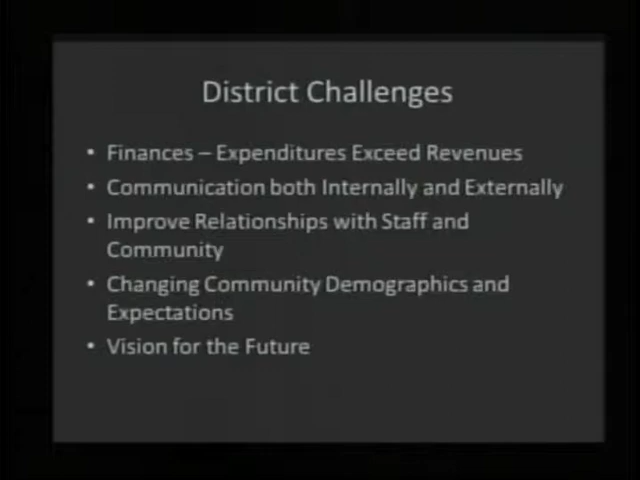 District Challenges
• Finances – Expenditures Exceed Revenues
• Communication both Internally and Externally
• Improve Relationships with Staff and
Community
• Changing Community Demographics and
Expectations
• Vision for the Future